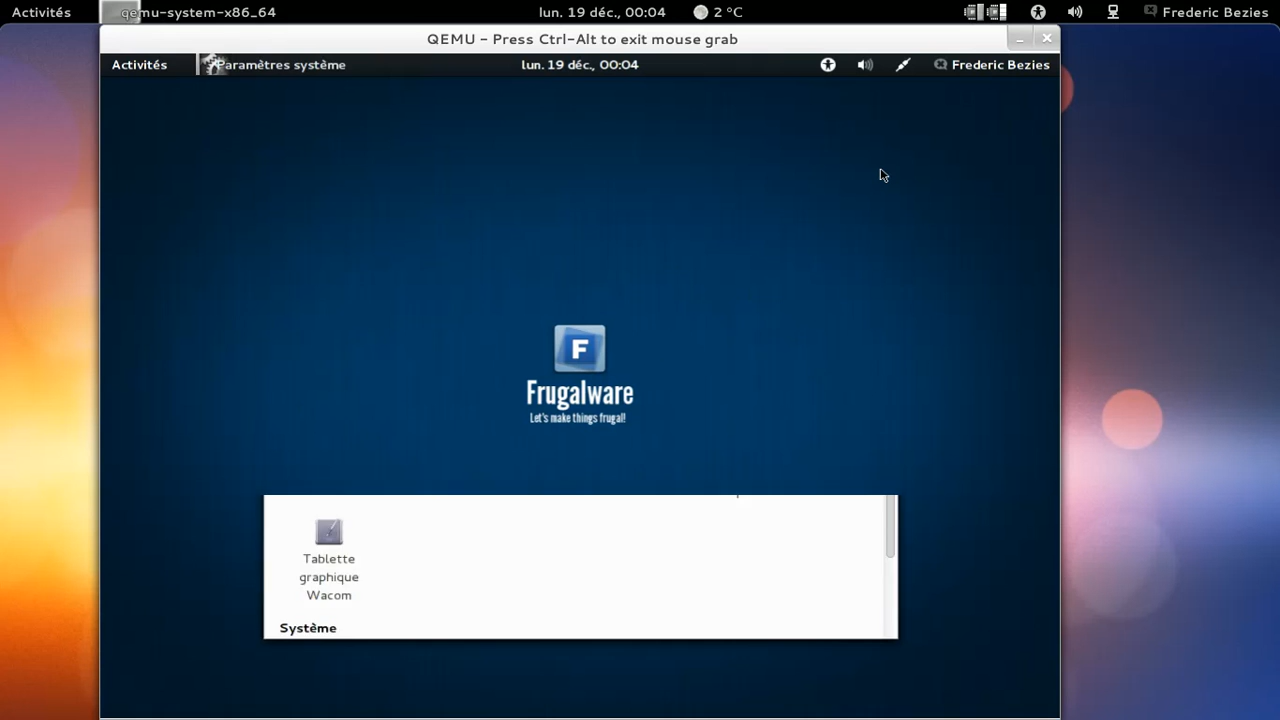 Activités qemu-system-x86_64 lun. 19 déc., 00:04 2 °C Frederic Bezies
QEMU - Press Ctrl-Alt to exit mouse grab
Activités Paramètres système lun. 19 déc., 00:04 Frederic Bezies
F
Frugalware
Let's make things frugal!
Tablette
graphique
Wacom
Système